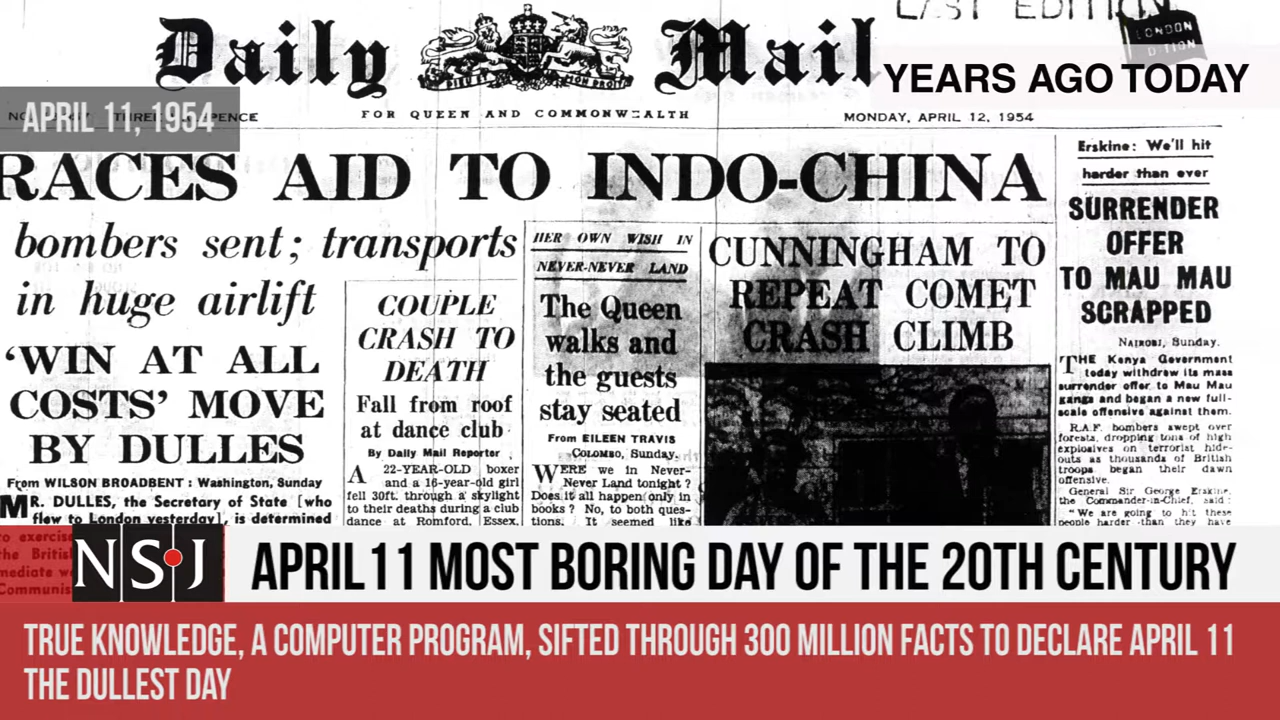 LAST EDITION
LONDON
DITION
Daily Mail
YEARS AGO TODAY
APRIL 11, 1954
FOR QUEEN AND COMMONWEALTH
MONDAY, APRIL 12, 1954
RACES AID TO INDO-CHINA
bombers sent; transports
in huge airlift
'WIN AT ALL
COSTS' MOVE
BY DULLES
From WILSON BROADBENT : Washington, Sunday
MR. DULLES, the Secretary of State [who
flew to London yesterday], is determined
to exercise
the British
COUPLE
CRASH TO
DEATH
Fall from roof
at dance club
By Daily Mail Reporter
A 22-YEAR-OLD boxer
and a 16-year-old girl
fell 30ft. through a skylight
to their deaths during a club
dance at Romford, Essex,
HER OWN WISH IN
NEVER-NEVER LAND
The Queen
walks and
the guests
stay seated
From EILEEN TRAVIS
COLOMBO, Sunday.
WERE we in Never-
Never Land tonight?
Does it all happen only in
books? No, to both ques-
tions. It seemed like
CUNNINGHAM TO
REPEAT COMET
CRASH CLIMB
Erskine: We'll hit
harder than ever
SURRENDER
OFFER
TO MAU MAU
SCRAPPED
NAIROBI, Sunday.
THE Kenya Government
today withdrew its mass
surrender offer to Mau Mau
gangs and began a new full-
scale offensive against them.
R.A.F. bombers swept over
forests, dropping tons of high
explosives on terrorist hide-
outs as thousands of British
troops began their dawn
offensive.
General Sir George Erskine,
the Commander-in-Chief, said:
"We are going to hit these
people harder than they have
NSJ
APRIL11 MOST BORING DAY OF THE 20TH CENTURY
TRUE KNOWLEDGE, A COMPUTER PROGRAM, SIFTED THROUGH 300 MILLION FACTS TO DECLARE APRIL 11
THE DULLEST DAY